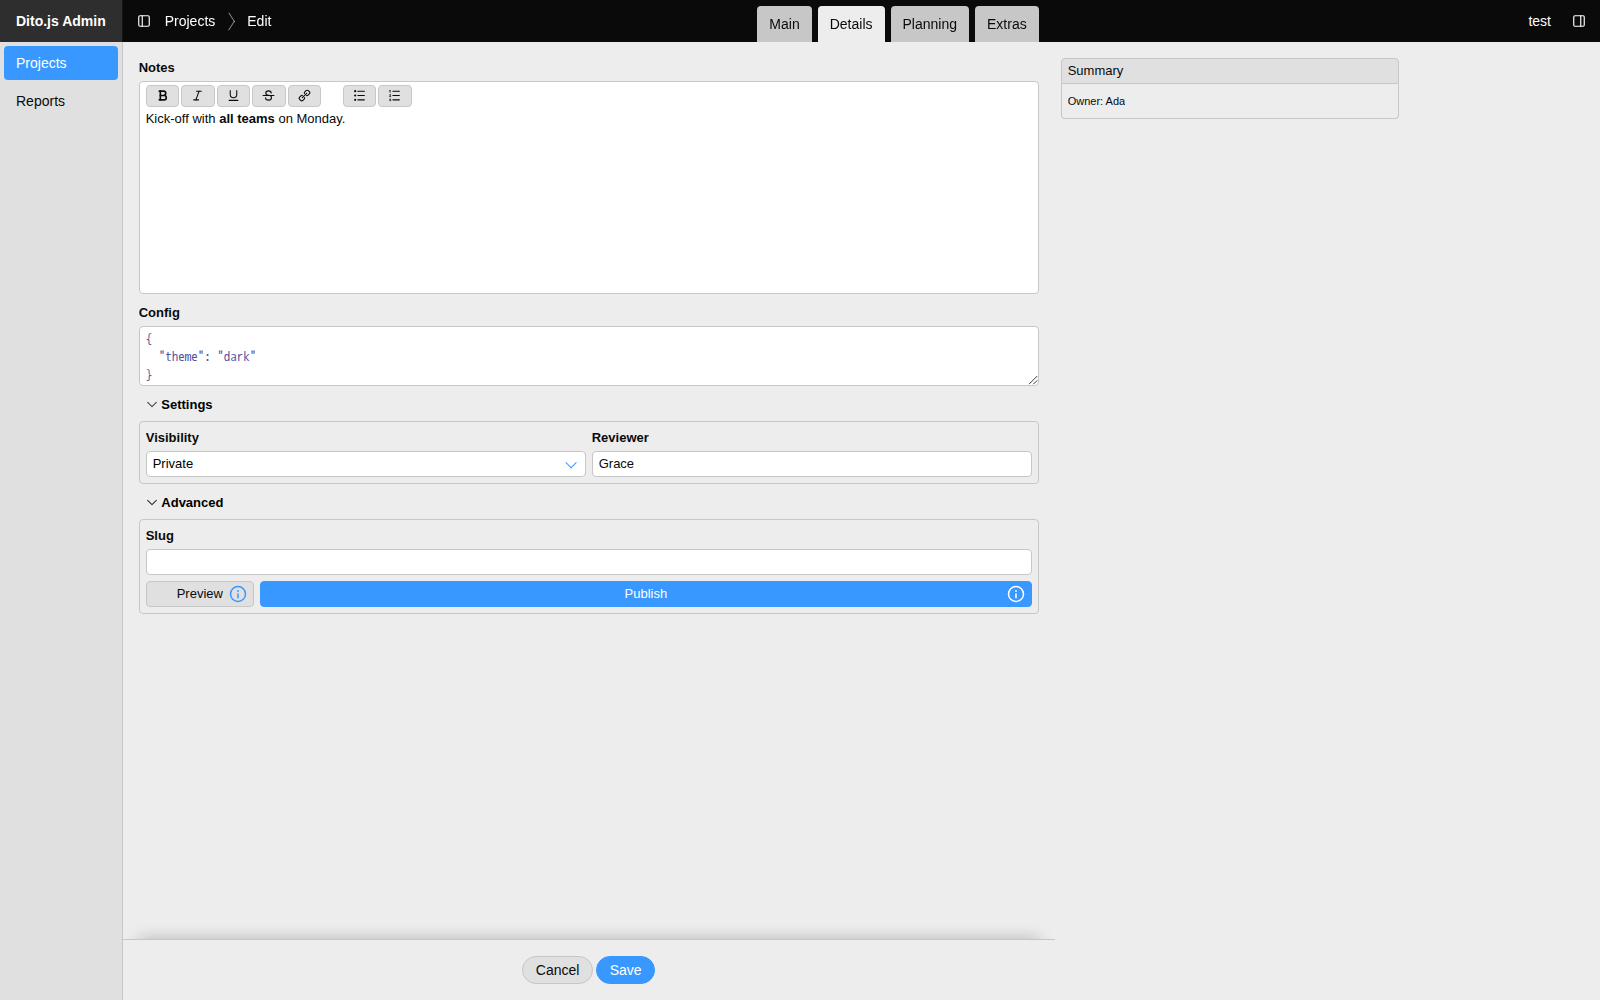 Dito.js Admin
Projects
Edit
Main
Details
Planning
Extras
test
Projects
Reports
Notes
Kick-off with all teams on Monday.
Config
{
"theme": "dark"
}
Settings
Visibility
Reviewer
Private
Grace
Advanced
Slug
Preview
Publish
Summary
Owner: Ada
Cancel
Save